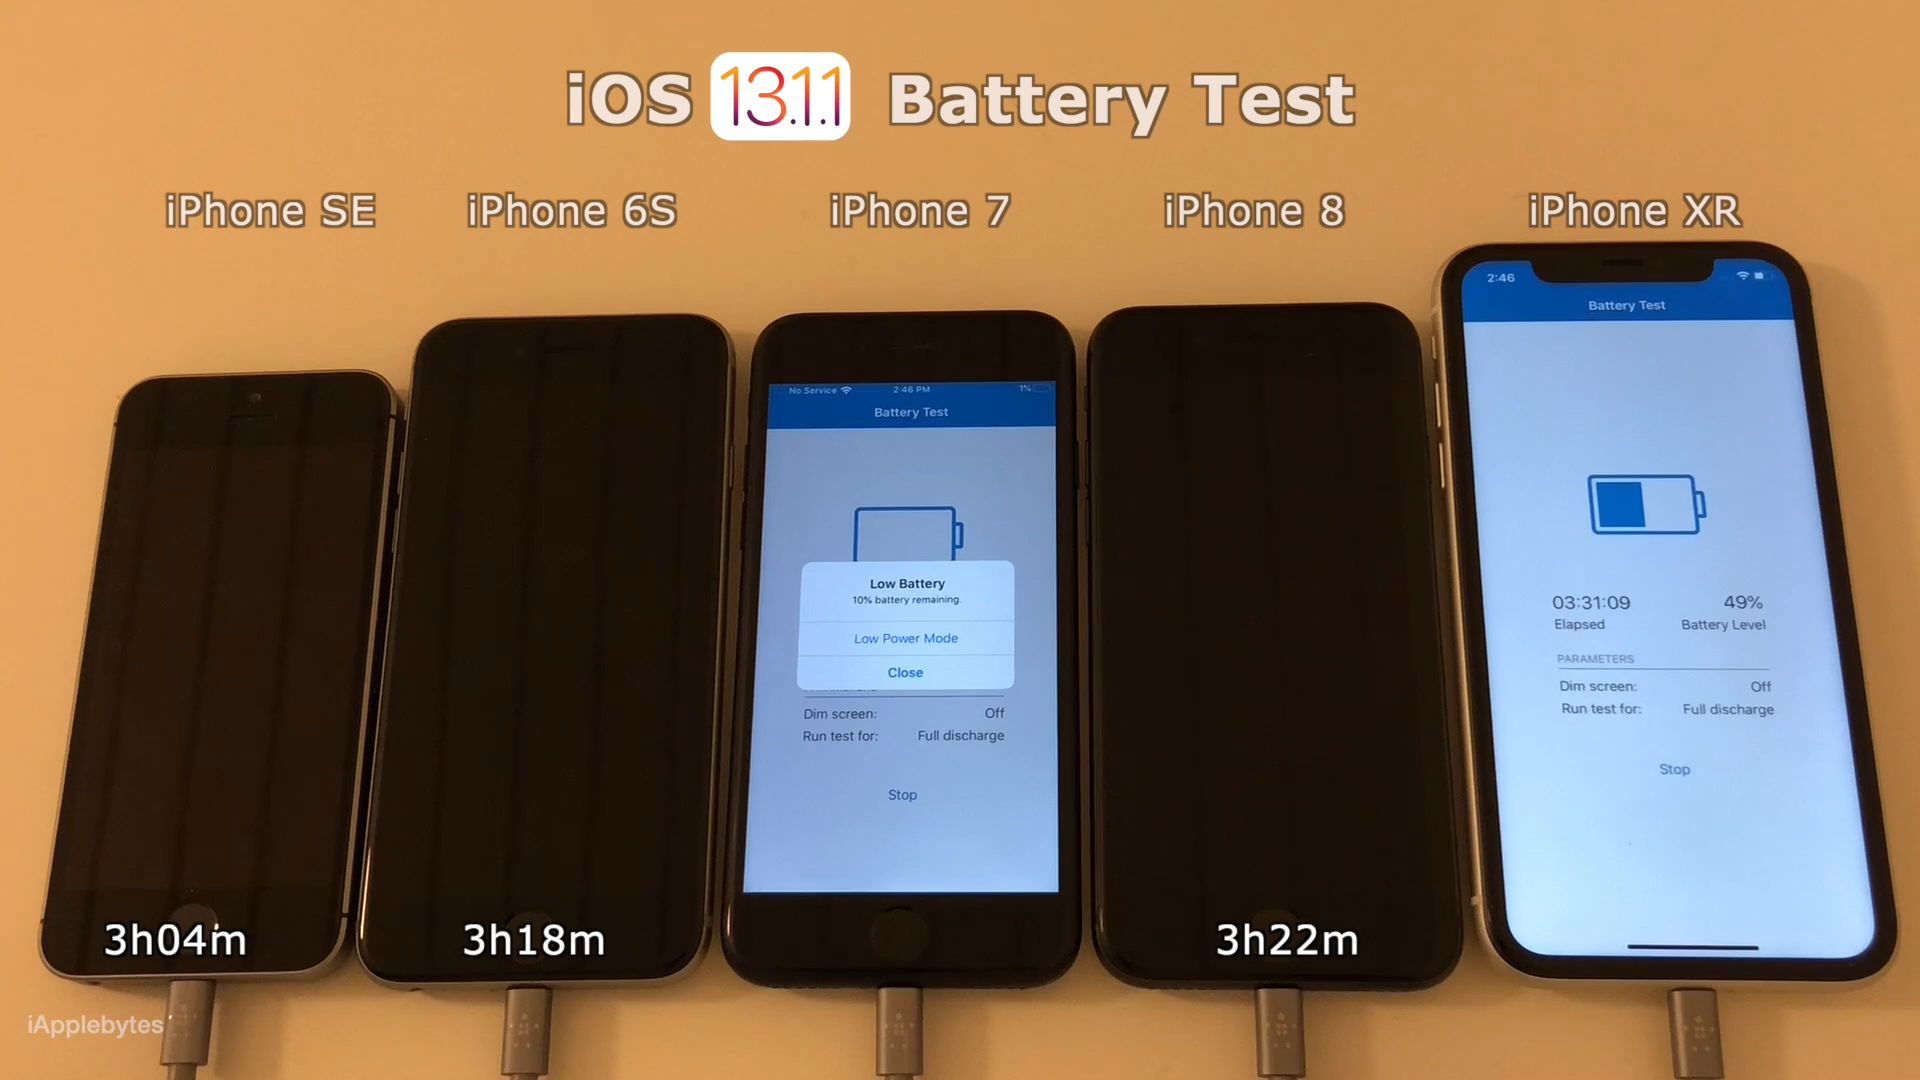 iOS 13.1.1 Battery Test
iPhone SE
iPhone 6S
iPhone 7
iPhone 8
iPhone XR
No Service 2:46 PM 1%
Battery Test
Low Battery
10% battery remaining.
Low Power Mode
Close
Dim screen: Off
Run test for: Full discharge
Stop
2:46
Battery Test
03:31:09 49%
Elapsed Battery Level
PARAMETERS
Dim screen: Off
Run test for: Full discharge
Stop
3h04m
3h18m
3h22m
iApplebytes